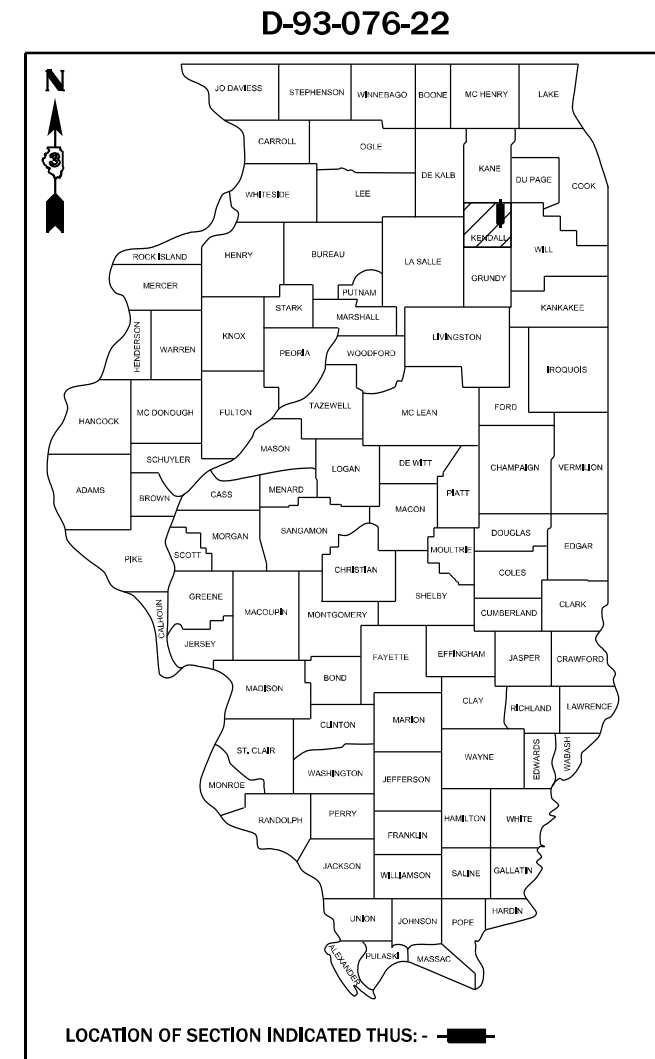 D-93-076-22
N
3
JO DAVIESS
STEPHENSON
WINNEBAGO
BOONE
MC HENRY
LAKE
CARROLL
OGLE
DE KALB
KANE
DU PAGE
COOK
WHITESIDE
LEE
KENDALL
WILL
ROCK ISLAND
HENRY
BUREAU
LA SALLE
GRUNDY
MERCER
PUTNAM
STARK
MARSHALL
KANKAKEE
HENDERSON
WARREN
KNOX
PEORIA
WOODFORD
LIVINGSTON
IROQUOIS
HANCOCK
MC DONOUGH
FULTON
TAZEWELL
MC LEAN
FORD
SCHUYLER
MASON
LOGAN
DE WITT
CHAMPAIGN
VERMILION
ADAMS
BROWN
CASS
MENARD
PIATT
MACON
PIKE
SCOTT
MORGAN
SANGAMON
MOULTRIE
DOUGLAS
EDGAR
CHRISTIAN
COLES
CALHOUN
GREENE
MACOUPIN
MONTGOMERY
SHELBY
CUMBERLAND
CLARK
JERSEY
FAYETTE
EFFINGHAM
JASPER
CRAWFORD
MADISON
BOND
CLAY
RICHLAND
LAWRENCE
CLINTON
MARION
ST. CLAIR
WAYNE
EDWARDS
WABASH
MONROE
WASHINGTON
JEFFERSON
RANDOLPH
PERRY
HAMILTON
WHITE
FRANKLIN
JACKSON
WILLIAMSON
SALINE
GALLATIN
UNION
JOHNSON
POPE
HARDIN
ALEXANDER
PULASKI
MASSAC
LOCATION OF SECTION INDICATED THUS: -